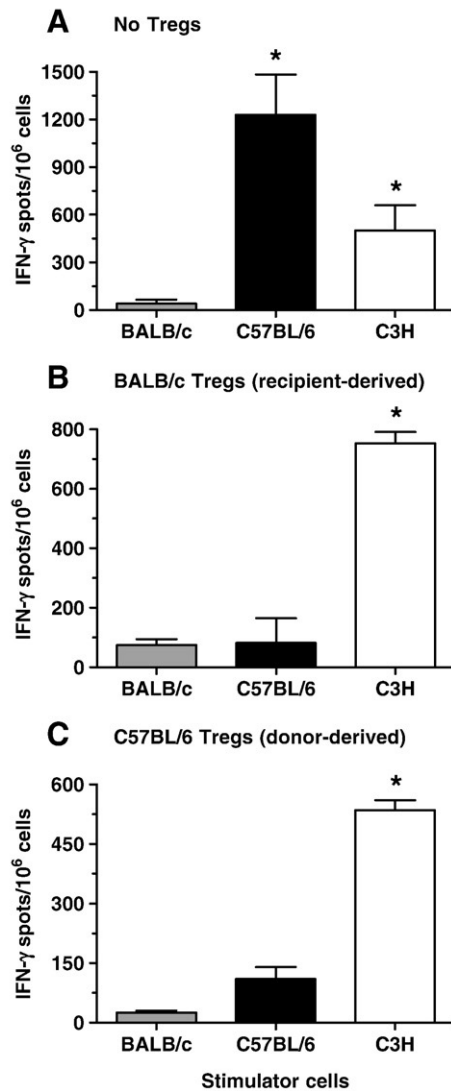 A No Tregs
IFN-γ spots/10⁶ cells
1500
1200
900
600
300
0
*
*
BALB/c C57BL/6 C3H
B BALB/c Tregs (recipient-derived)
IFN-γ spots/10⁶ cells
800
600
400
200
0
*
BALB/c C57BL/6 C3H
C C57BL/6 Tregs (donor-derived)
IFN-γ spots/10⁶ cells
600
450
300
150
0
*
BALB/c C57BL/6 C3H
Stimulator cells